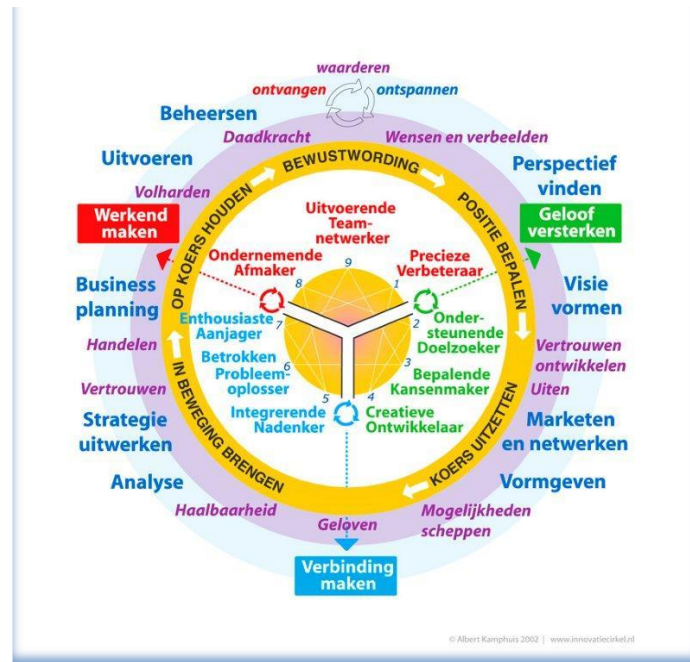 waarderen
ontvangen
ontspannen
Beheersen
Daadkracht
Wensen en verbeelden
Uitvoeren
BEWUSTWORDING
Perspectief
vinden
Volharden
Werkend
maken
OP KOERS HOUDEN
Uitvoerende
Team-
netwerker
POSITIE BEPALEN
Geloof
versterken
Ondernemende
Afmaker
Precieze
Verbeteraar
9
8
1
Business
planning
Visie
vormen
Enthousiaste
Aanjager
7
2
Onder-
steunende
Doelzoeker
Handelen
Vertrouwen
ontwikkelen
Betrokken
Probleem-
oplosser
6
3
Bepalende
Kansenmaker
Vertrouwen
IN BEWEGING BRENGEN
Uiten
5
4
Integrerende
Nadenker
Creatieve
Ontwikkelaar
KOERS UITZETTEN
Strategie
uitwerken
Marketen
en netwerken
Analyse
Vormgeven
Haalbaarheid
Geloven
Mogelijkheden
scheppen
Verbinding
maken
© Albert Kamphuis 2002 | www.innovatiecirkel.nl